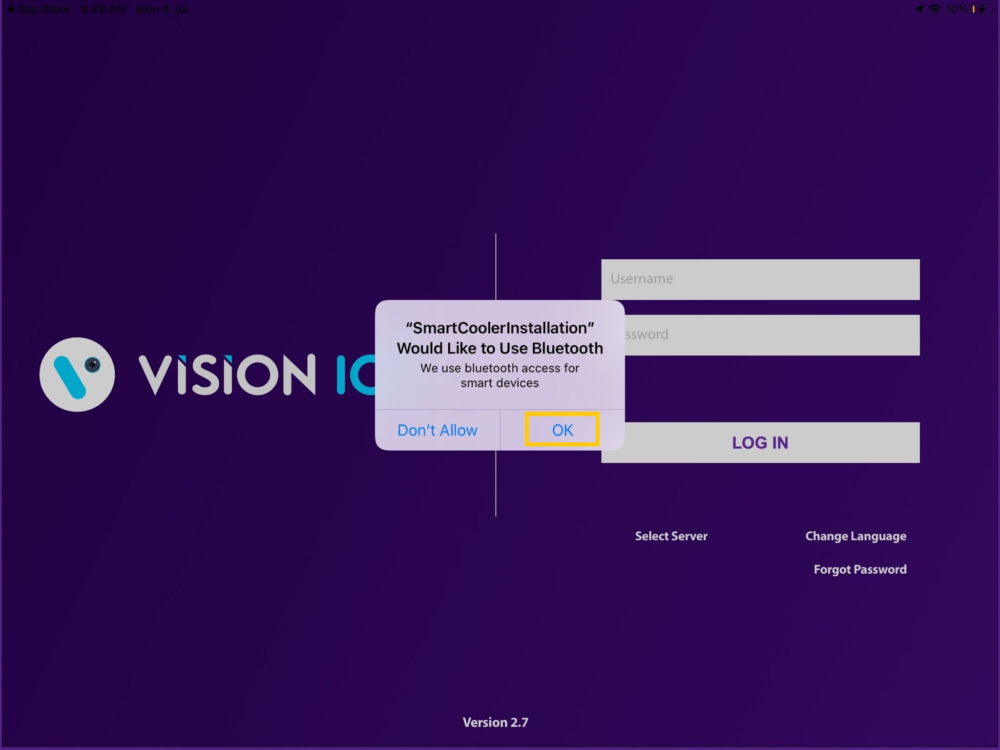 ◀ App Store 9:48 AM Mon 4 Jul
10%
Username
“SmartCoolerInstallation”
Would Like to Use Bluetooth
We use bluetooth access for
smart devices
ssword
VISION IO
Don’t Allow
OK
LOG IN
Select Server
Change Language
Forgot Password
Version 2.7